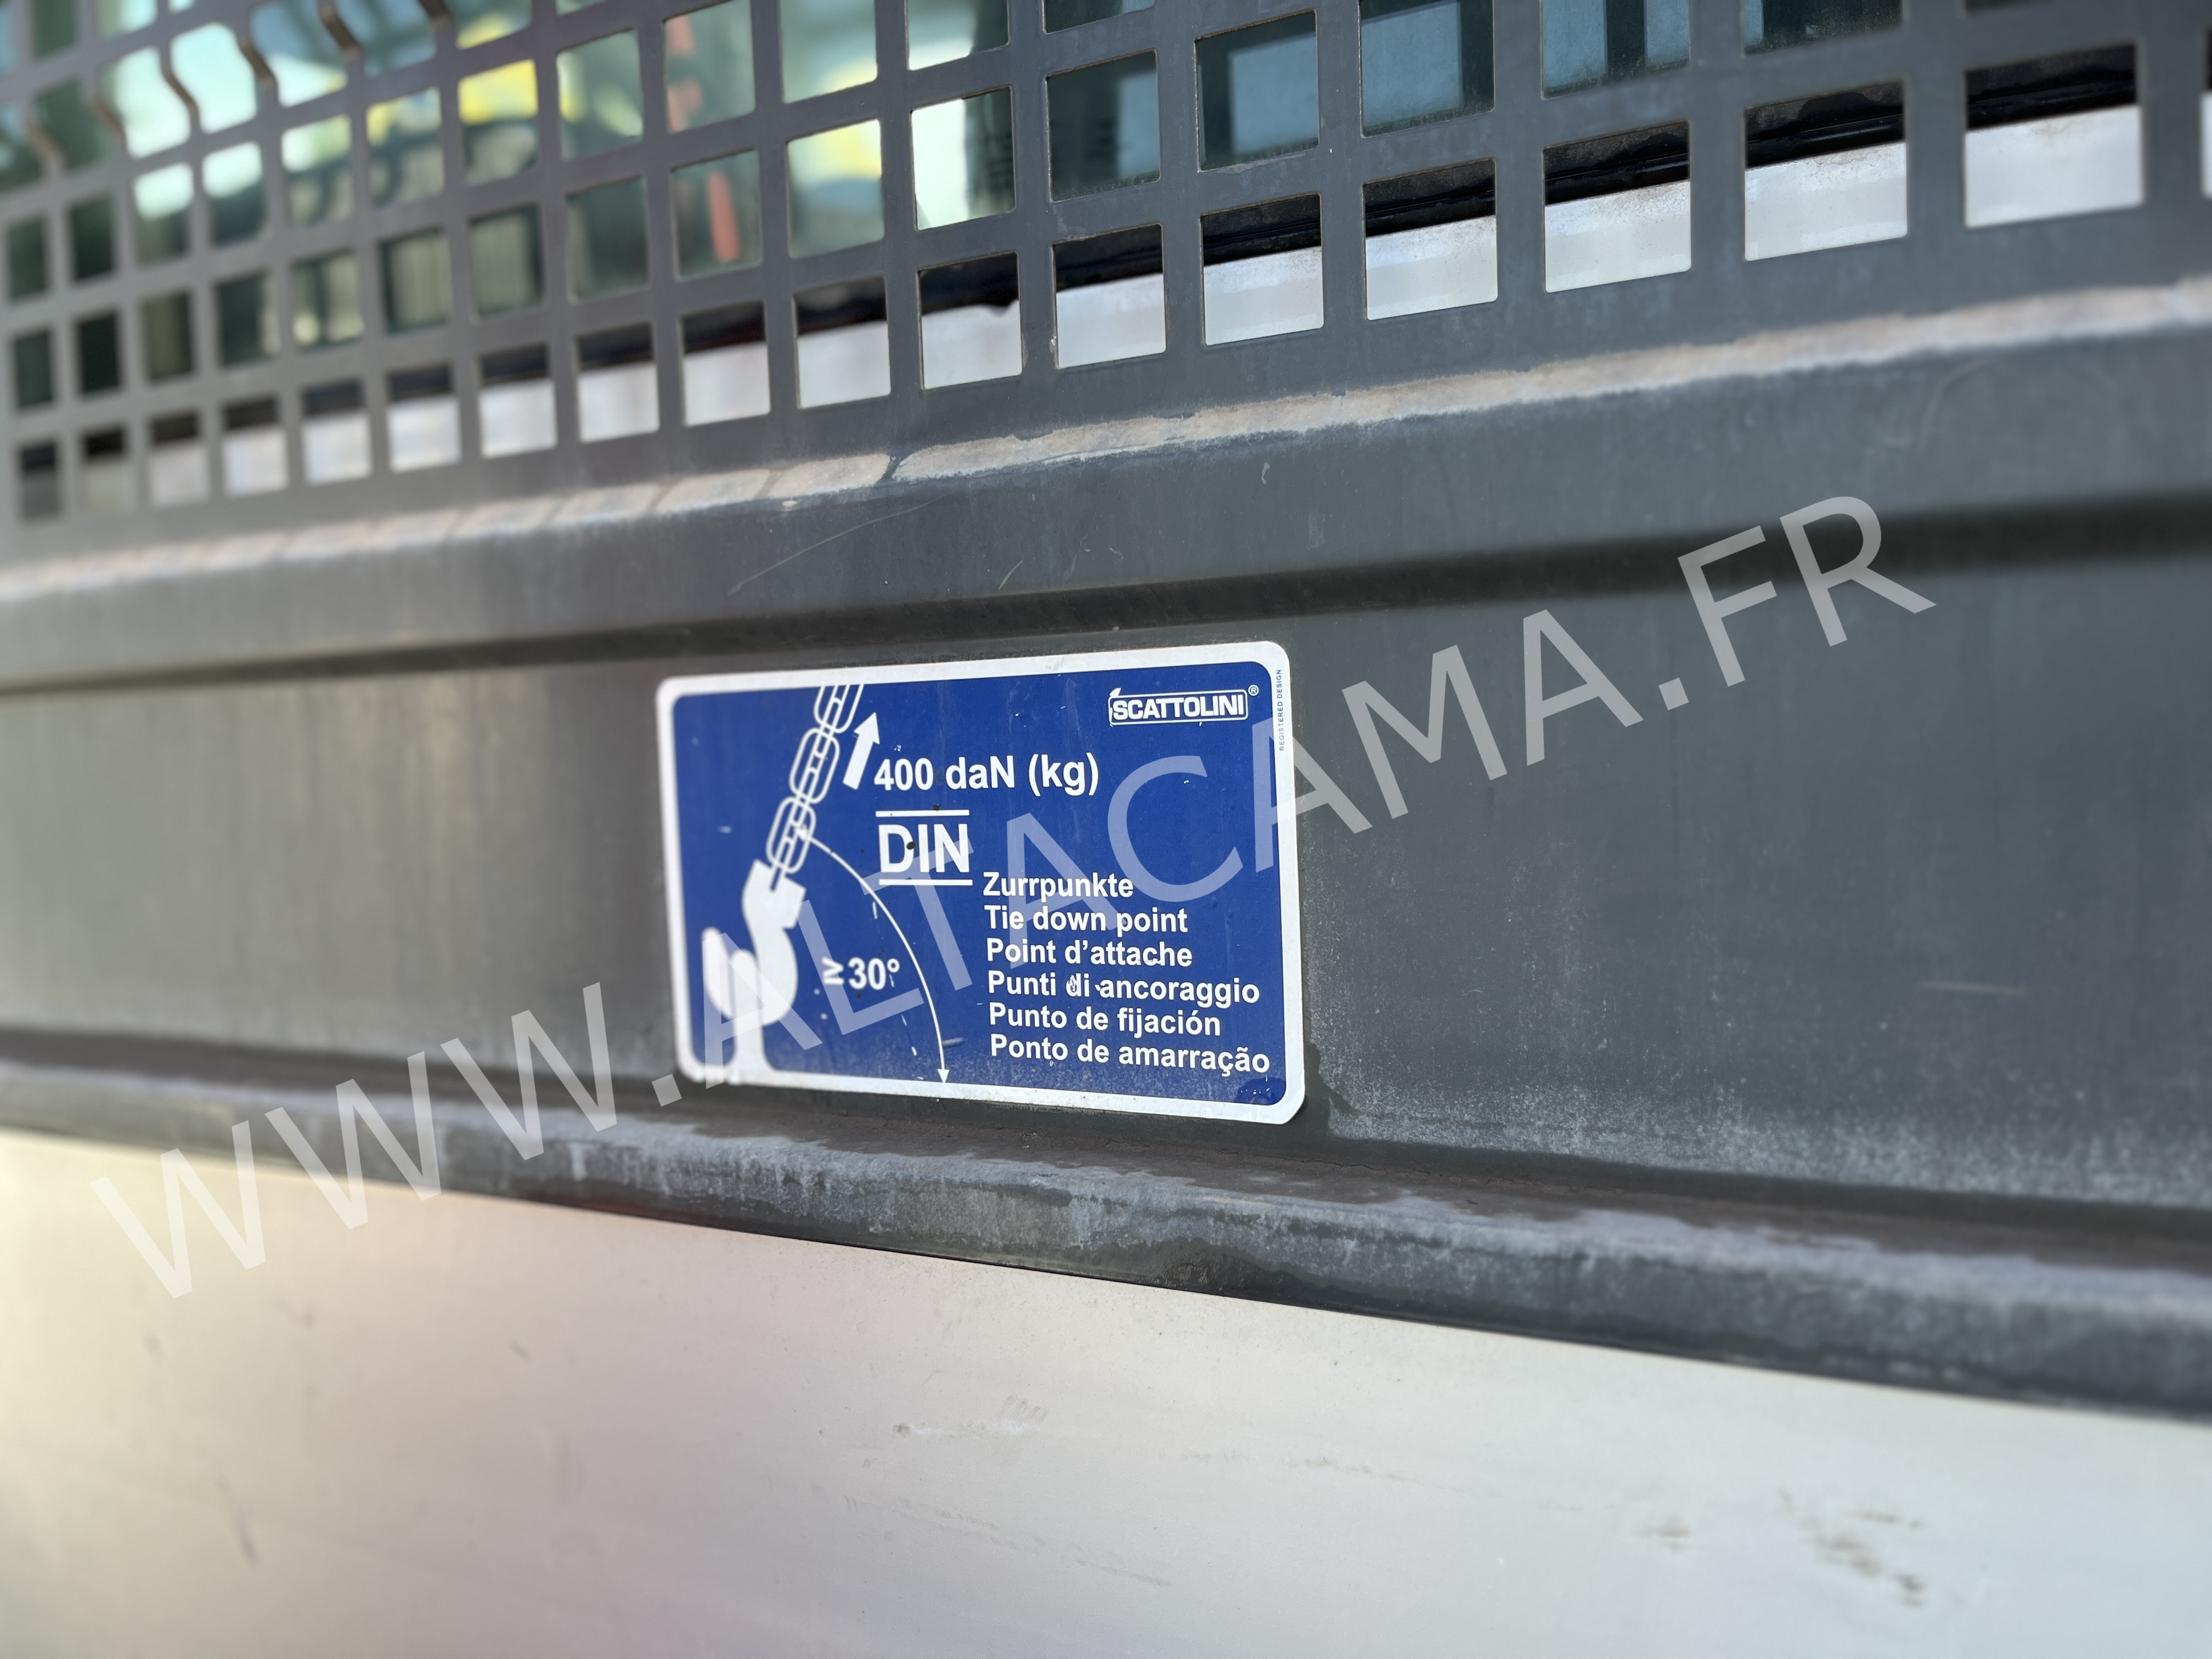 SCATTOLINI®
REGISTERED DESIGN
400 daN (kg)
DIN
≥30°
Zurrpunkte
Tie down point
Point d'attache
Punti di ancoraggio
Punto de fijación
Ponto de amarração
WWW.ALTACAMA.FR